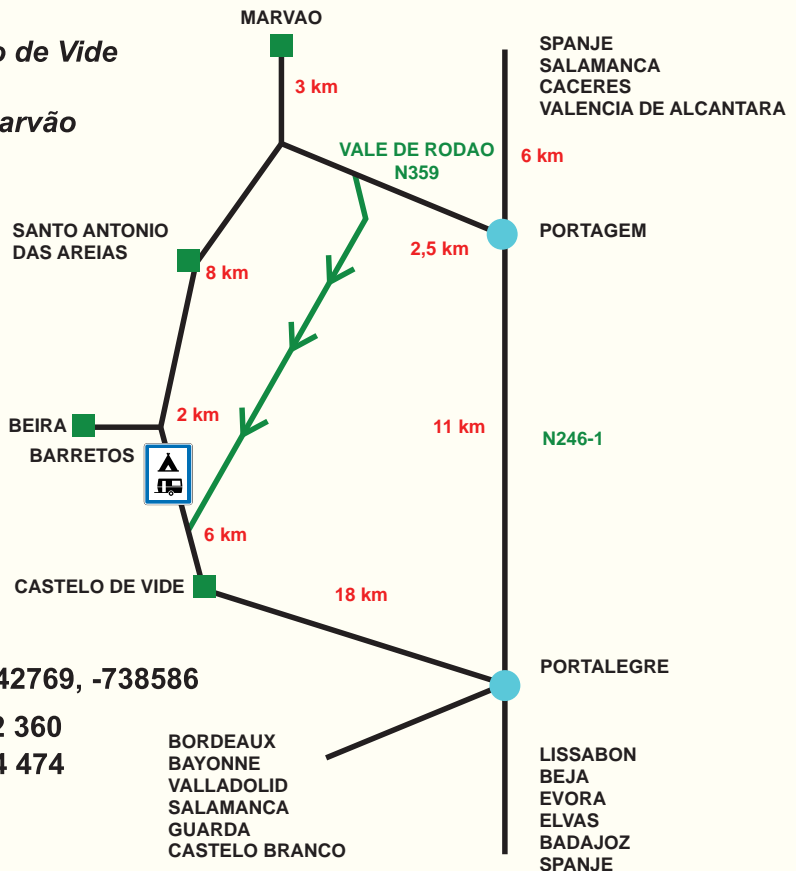 MARVAO
o de Vide
arvão
3 km
SPANJE
SALAMANCA
CACERES
VALENCIA DE ALCANTARA
VALE DE RODAO
N359
6 km
SANTO ANTONIO
DAS AREIAS
8 km
2,5 km
PORTAGEM
BEIRA
2 km
11 km
N246-1
BARRETOS
6 km
CASTELO DE VIDE
18 km
42769, -738586
2 360
4 474
PORTALEGRE
BORDEAUX
BAYONNE
VALLADOLID
SALAMANCA
GUARDA
CASTELO BRANCO
LISSABON
BEJA
EVORA
ELVAS
BADAJOZ
SPANJE